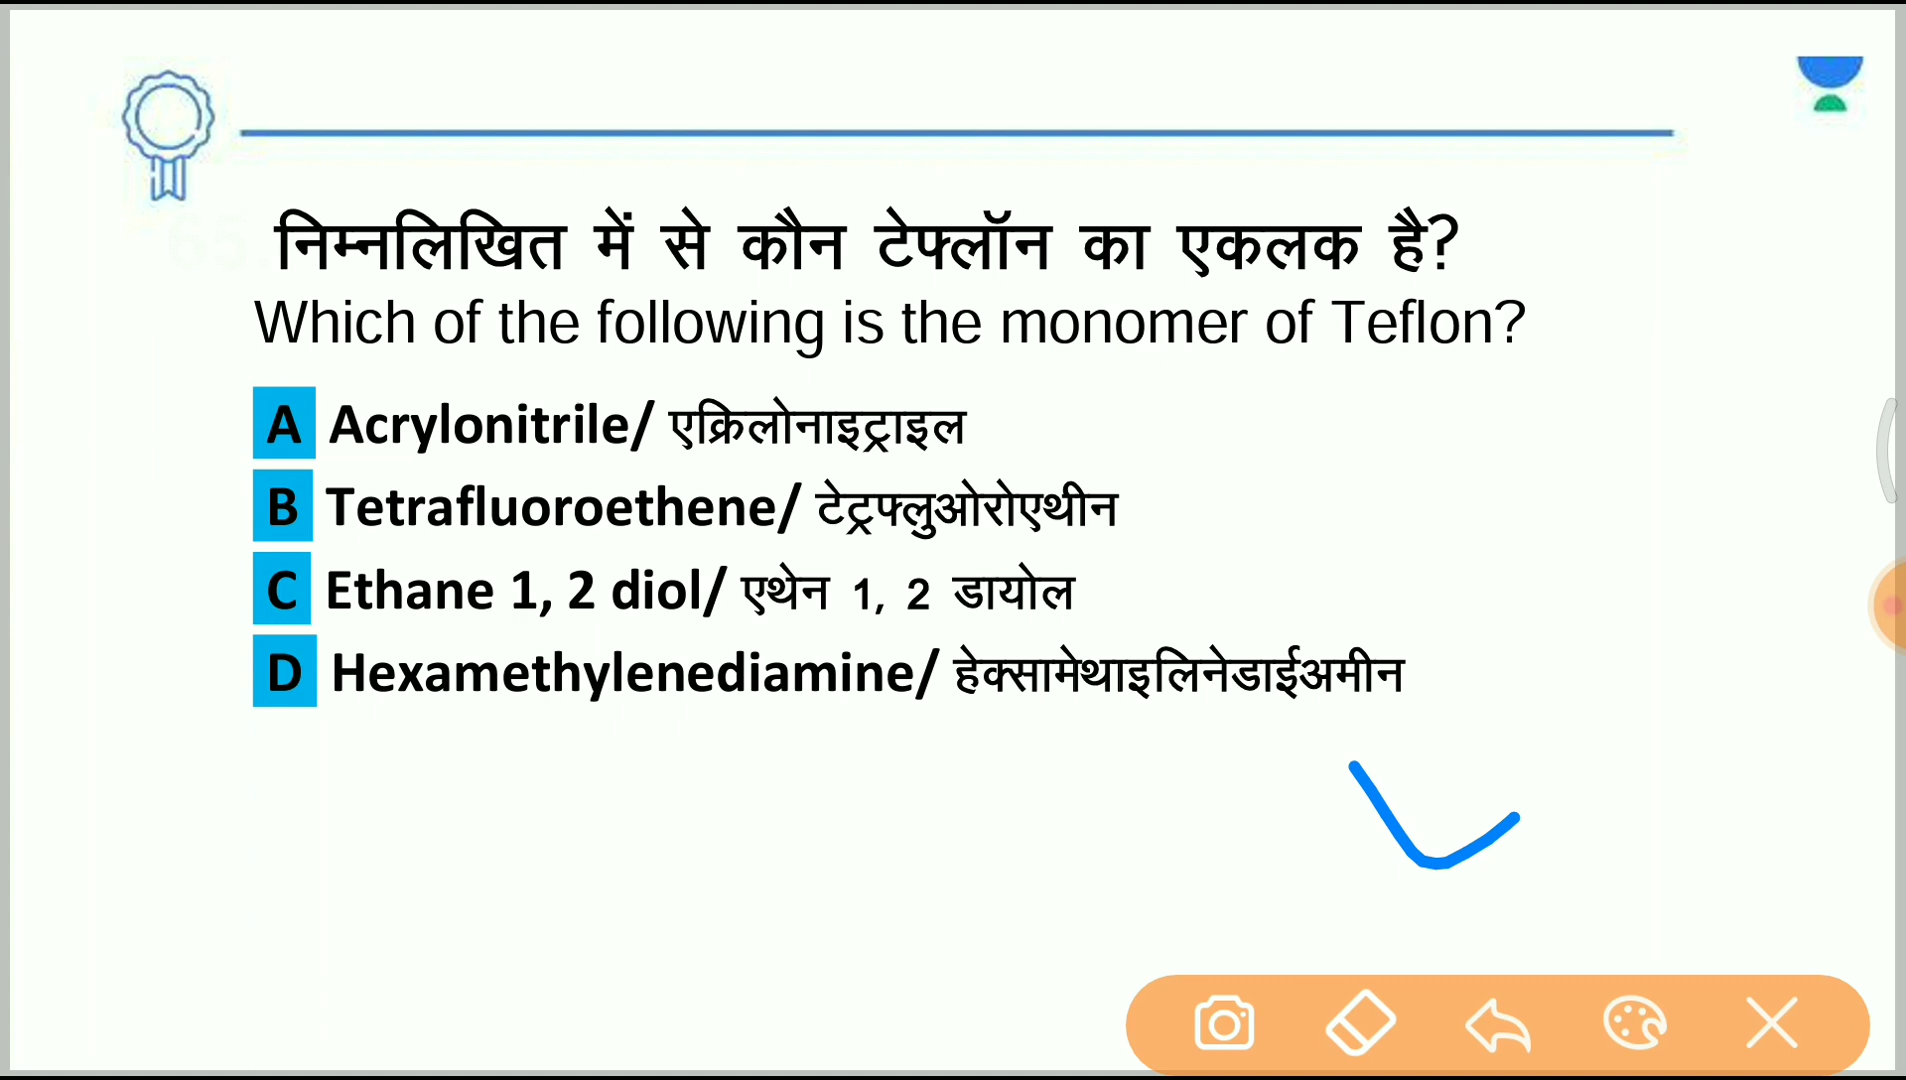 निम्नलिखित में से कौन टेफ्लॉन का एकलक है?
Which of the following is the monomer of Teflon?
A Acrylonitrile/ एक्रिलोनाइट्राइल
B Tetrafluoroethene/ टेट्रफ्लुओरोएथीन
C Ethane 1, 2 diol/ एथेन 1, 2 डायोल
D Hexamethylenediamine/ हेक्सामेथाइलिनेडाईअमीन